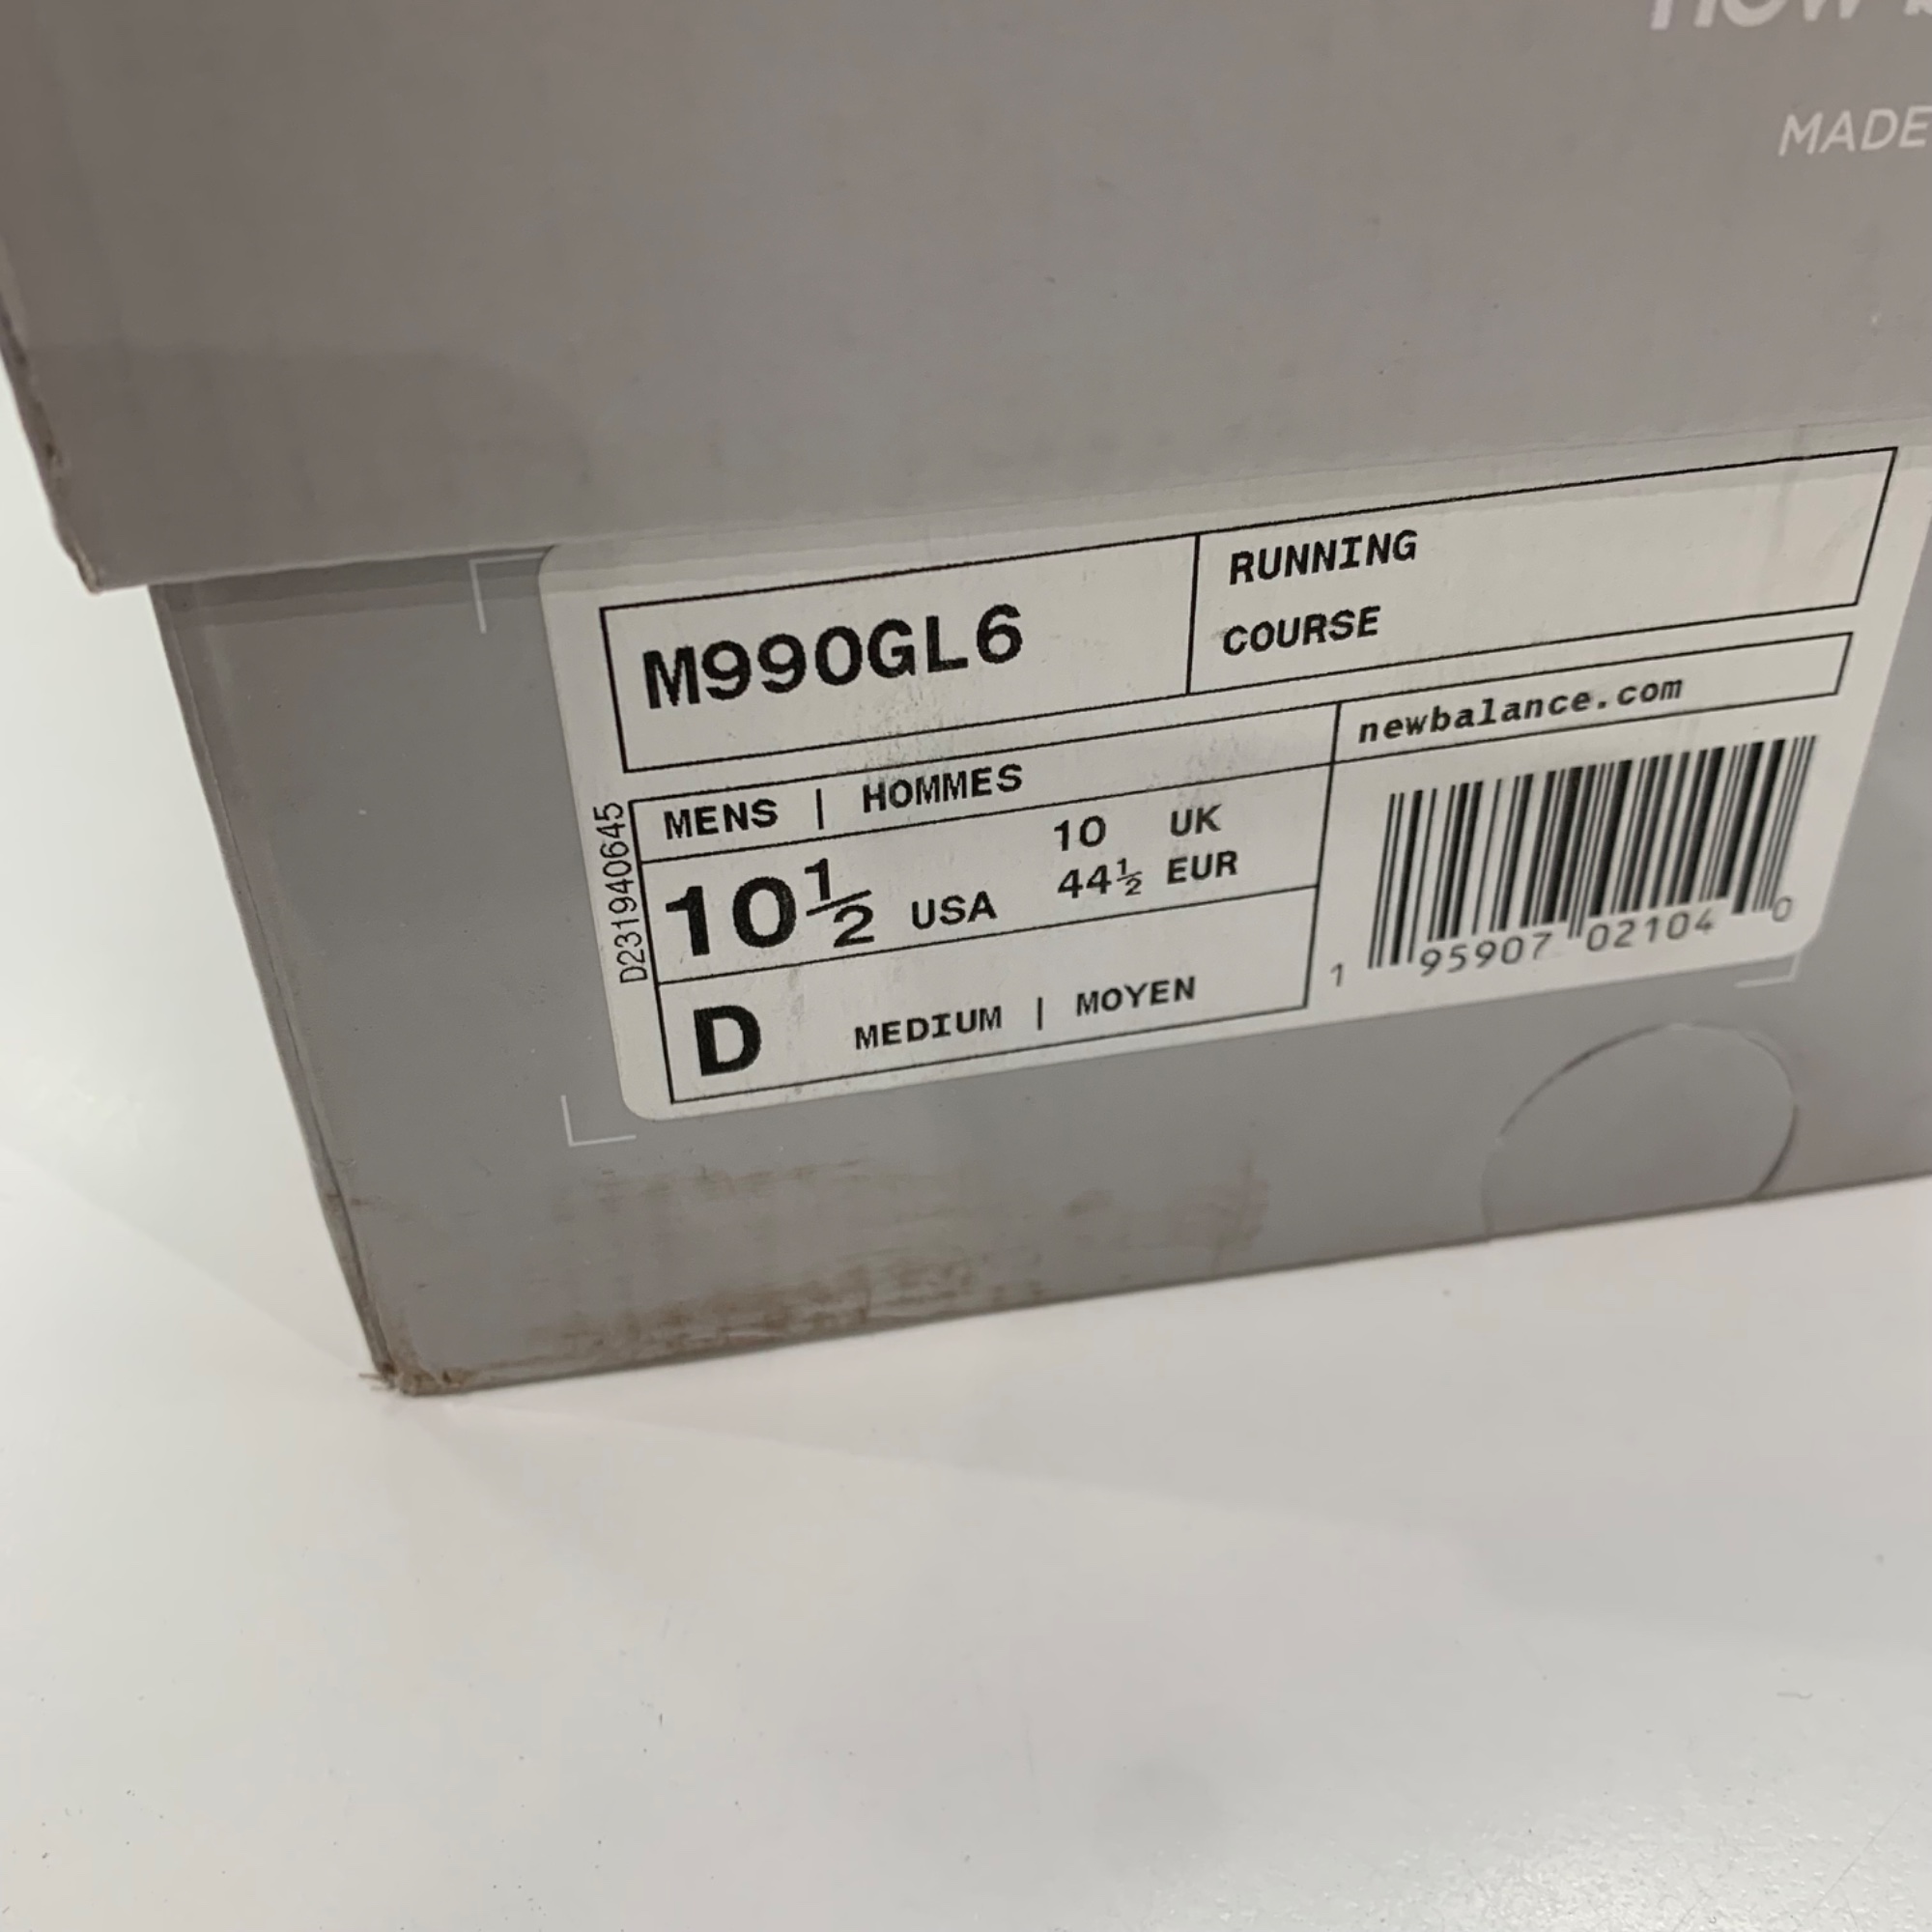 MADE
M990GL6
RUNNING
COURSE
newbalance.com
MENS | HOMMES
10½ USA
10 UK
44½ EUR
D MEDIUM | MOYEN
D231940645
1 95907 02104 0